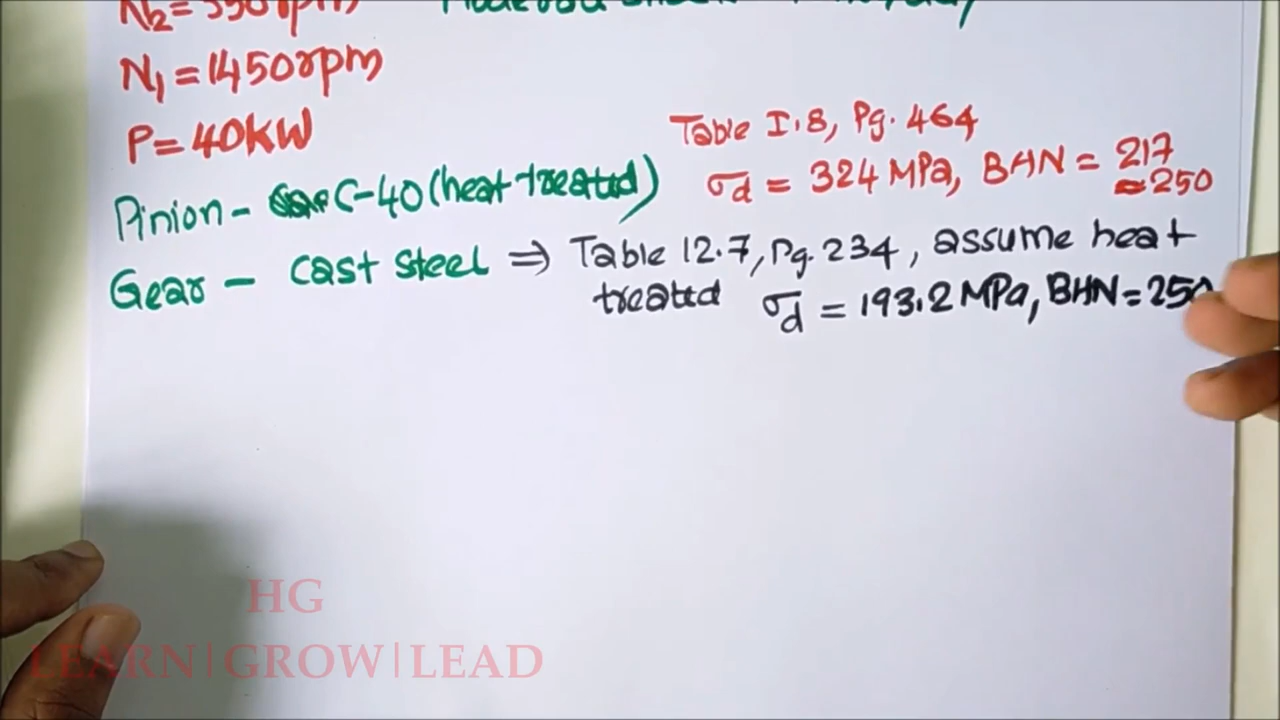 N₁ = 1450rpm
P = 40KW
Table I.8, Pg. 464
Pinion - C-40 (heat treated) σd = 324 MPa, BHN = 217
-250
Gear - cast steel ⇒ Table 12.7, Pg. 234, assume heat
treated σd = 193.2 MPa, BHN = 250
HG
LEARN|GROW|LEAD